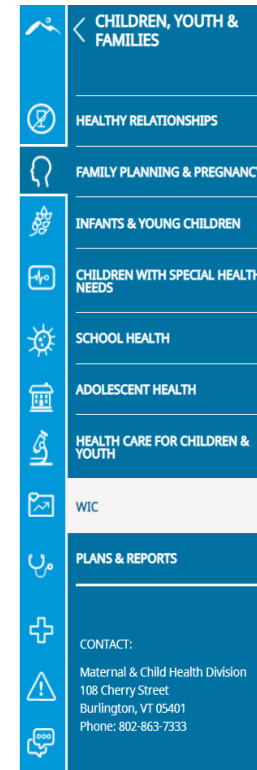 CHILDREN, YOUTH &
FAMILIES
HEALTHY RELATIONSHIPS
FAMILY PLANNING & PREGNANC
INFANTS & YOUNG CHILDREN
CHILDREN WITH SPECIAL HEALTH
NEEDS
SCHOOL HEALTH
ADOLESCENT HEALTH
HEALTH CARE FOR CHILDREN &
YOUTH
WIC
PLANS & REPORTS
CONTACT:
Maternal & Child Health Division
108 Cherry Street
Burlington, VT 05401
Phone: 802-863-7333